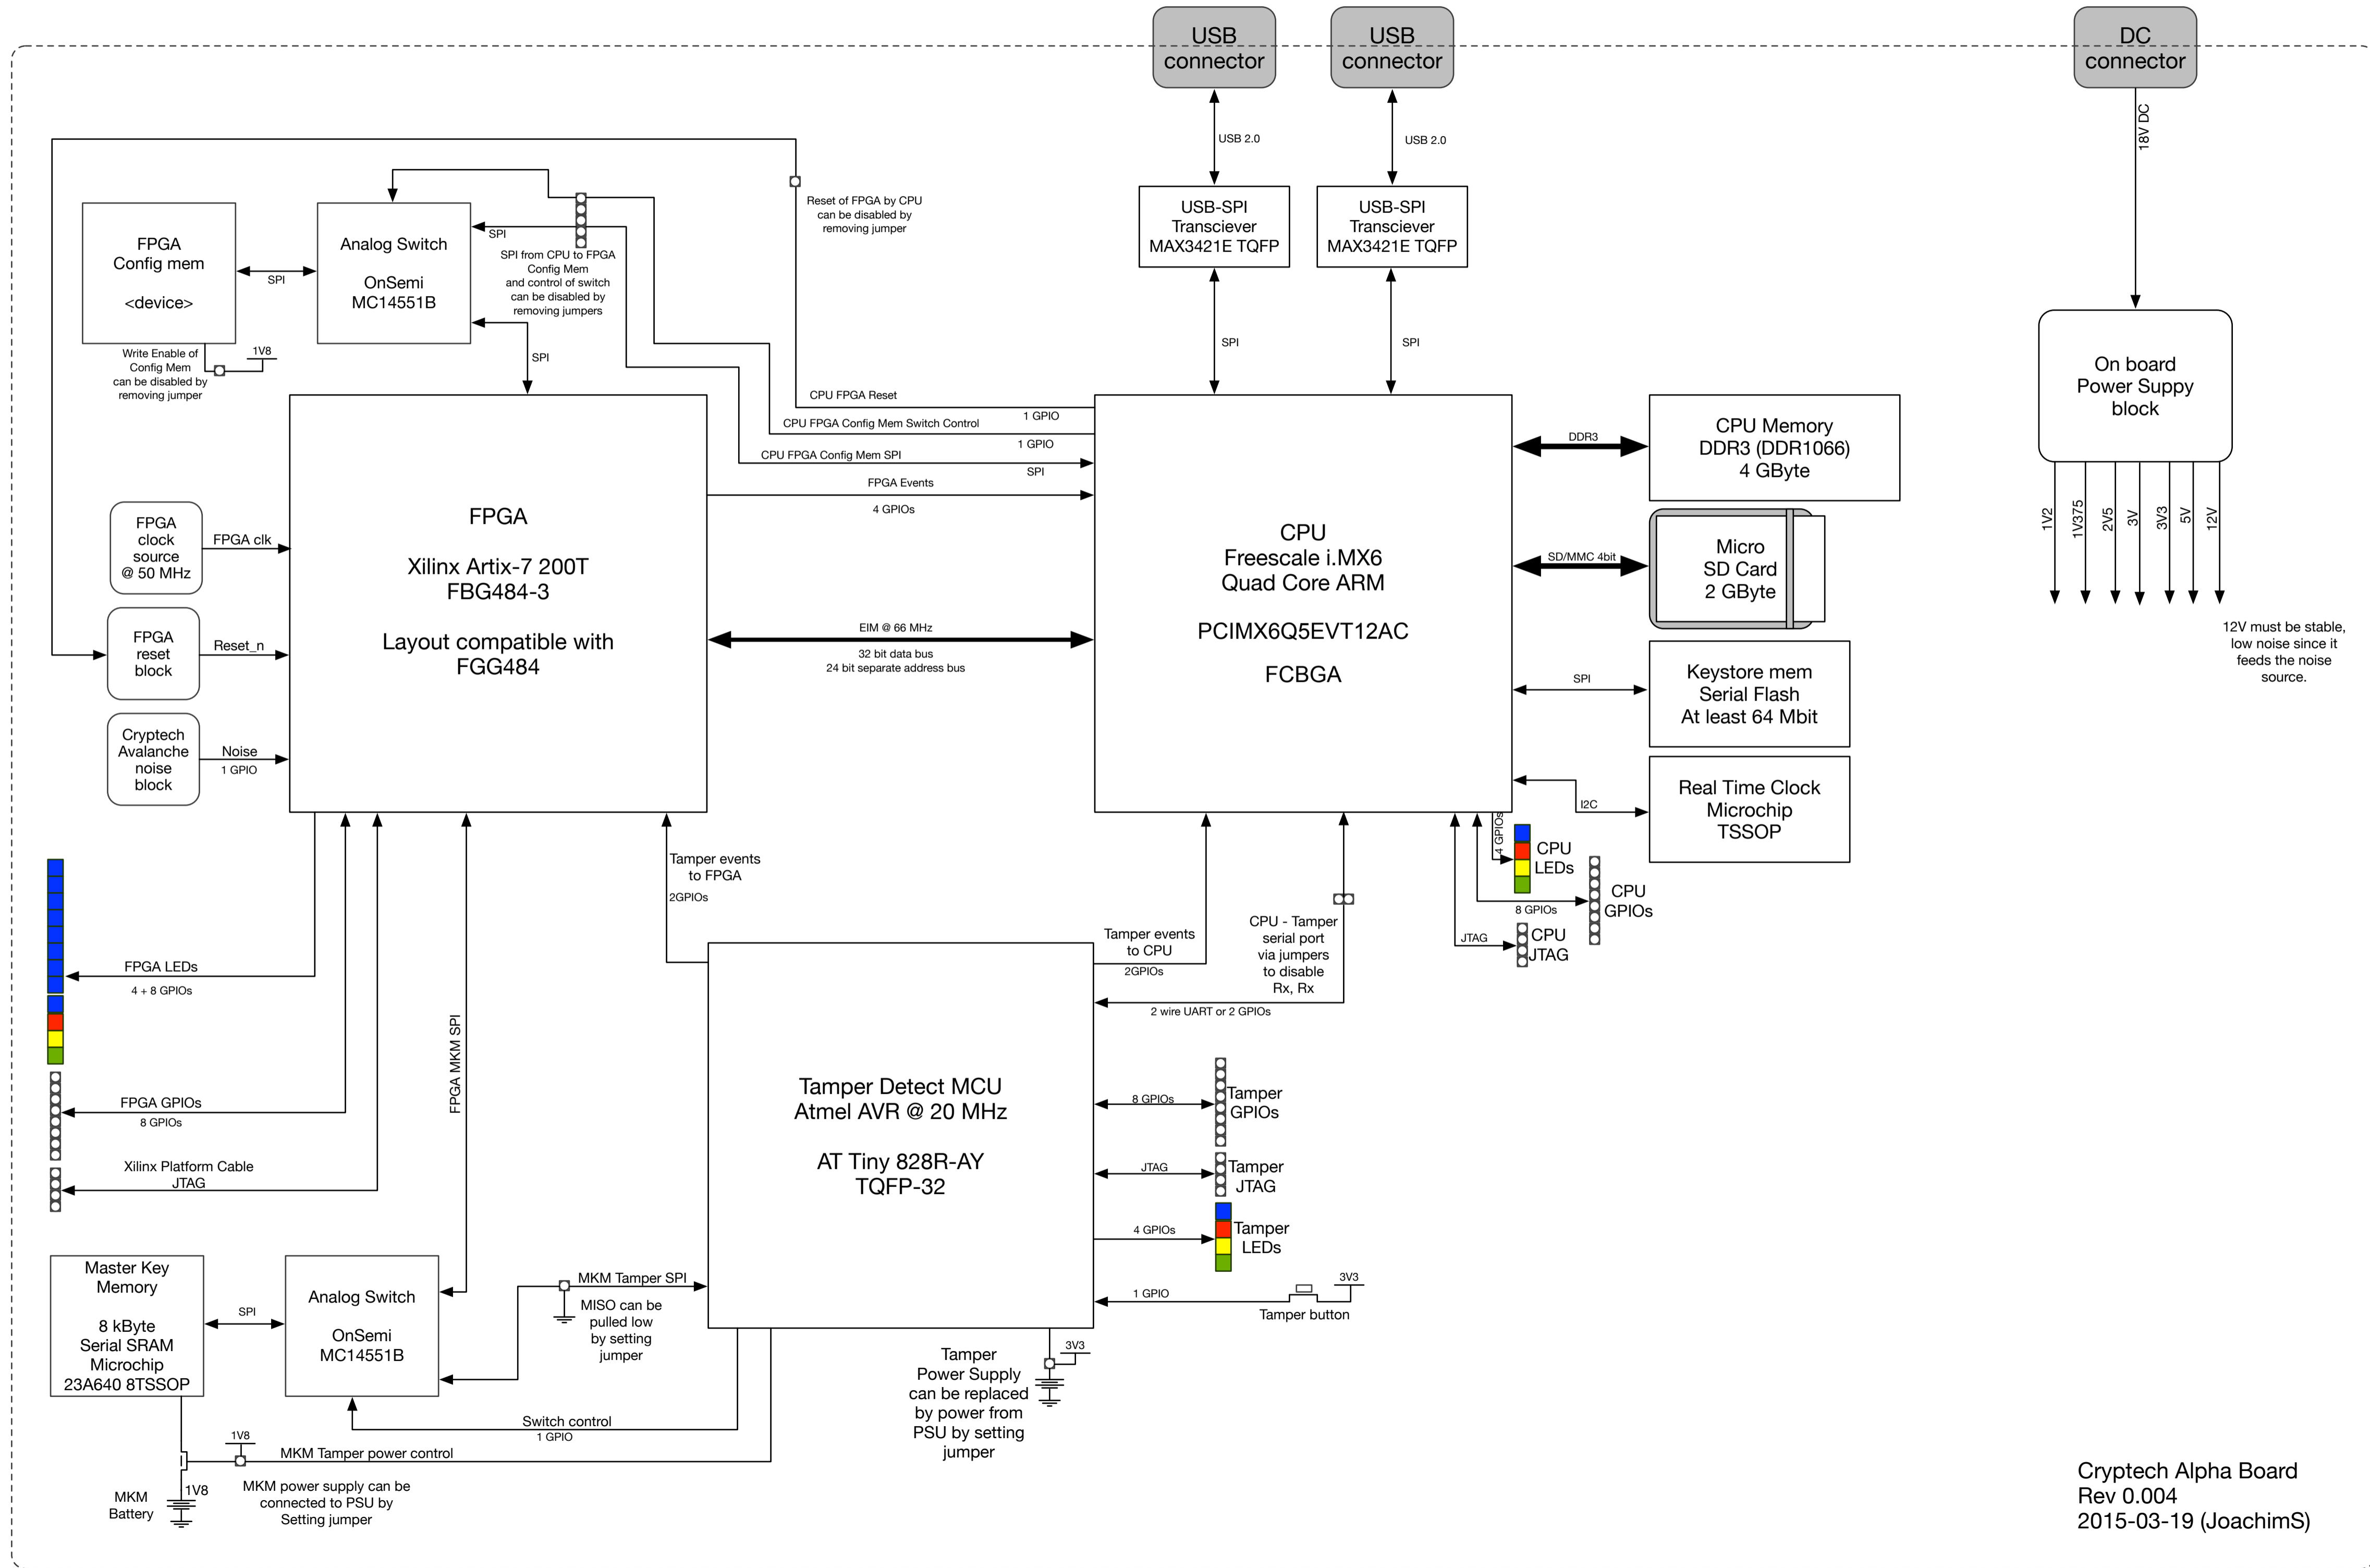 USB
connector
USB
connector
DC
connector
USB 2.0
USB 2.0
18V DC
USB-SPI
Transciever
MAX3421E TQFP
USB-SPI
Transciever
MAX3421E TQFP
SPI
SPI
Reset of FPGA by CPU
can be disabled by
removing jumper
FPGA
Config mem
<device>
SPI
Analog Switch
OnSemi
MC14551B
SPI
SPI from CPU to FPGA
Config Mem
and control of switch
can be disabled by
removing jumpers
SPI
Write Enable of
Config Mem
can be disabled by
removing jumper
1V8
CPU FPGA Reset
1 GPIO
CPU FPGA Config Mem Switch Control
1 GPIO
CPU FPGA Config Mem SPI
SPI
FPGA Events
4 GPIOs
On board
Power Suppy
block
1V2
1V375
2V5
3V
3V3
5V
12V
12V must be stable,
low noise since it
feeds the noise
source.
FPGA
clock
source
@ 50 MHz
FPGA clk
FPGA
reset
block
Reset_n
Cryptech
Avalanche
noise
block
Noise
1 GPIO
FPGA
Xilinx Artix-7 200T
FBG484-3
Layout compatible with
FGG484
EIM @ 66 MHz
32 bit data bus
24 bit separate address bus
CPU
Freescale i.MX6
Quad Core ARM
PCIMX6Q5EVT12AC
FCBGA
DDR3
CPU Memory
DDR3 (DDR1066)
4 GByte
SD/MMC 4bit
Micro
SD Card
2 GByte
SPI
Keystore mem
Serial Flash
At least 64 Mbit
I2C
Real Time Clock
Microchip
TSSOP
4 GPIOs
CPU
LEDs
8 GPIOs
CPU
GPIOs
JTAG
CPU
JTAG
Tamper events
to FPGA
2GPIOs
Tamper events
to CPU
2GPIOs
CPU - Tamper
serial port
via jumpers
to disable
Rx, Rx
2 wire UART or 2 GPIOs
FPGA LEDs
4 + 8 GPIOs
FPGA GPIOs
8 GPIOs
Xilinx Platform Cable
JTAG
FPGA MKM SPI
Tamper Detect MCU
Atmel AVR @ 20 MHz
AT Tiny 828R-AY
TQFP-32
8 GPIOs
Tamper
GPIOs
JTAG
Tamper
JTAG
4 GPIOs
Tamper
LEDs
1 GPIO
3V3
Tamper button
Master Key
Memory
8 kByte
Serial SRAM
Microchip
23A640 8TSSOP
SPI
Analog Switch
OnSemi
MC14551B
MKM Tamper SPI
MISO can be
pulled low
by setting
jumper
3V3
Tamper
Power Supply
can be replaced
by power from
PSU by setting
jumper
Switch control
1 GPIO
1V8
MKM Tamper power control
MKM power supply can be
connected to PSU by
Setting jumper
1V8
MKM
Battery
Cryptech Alpha Board
Rev 0.004
2015-03-19 (JoachimS)